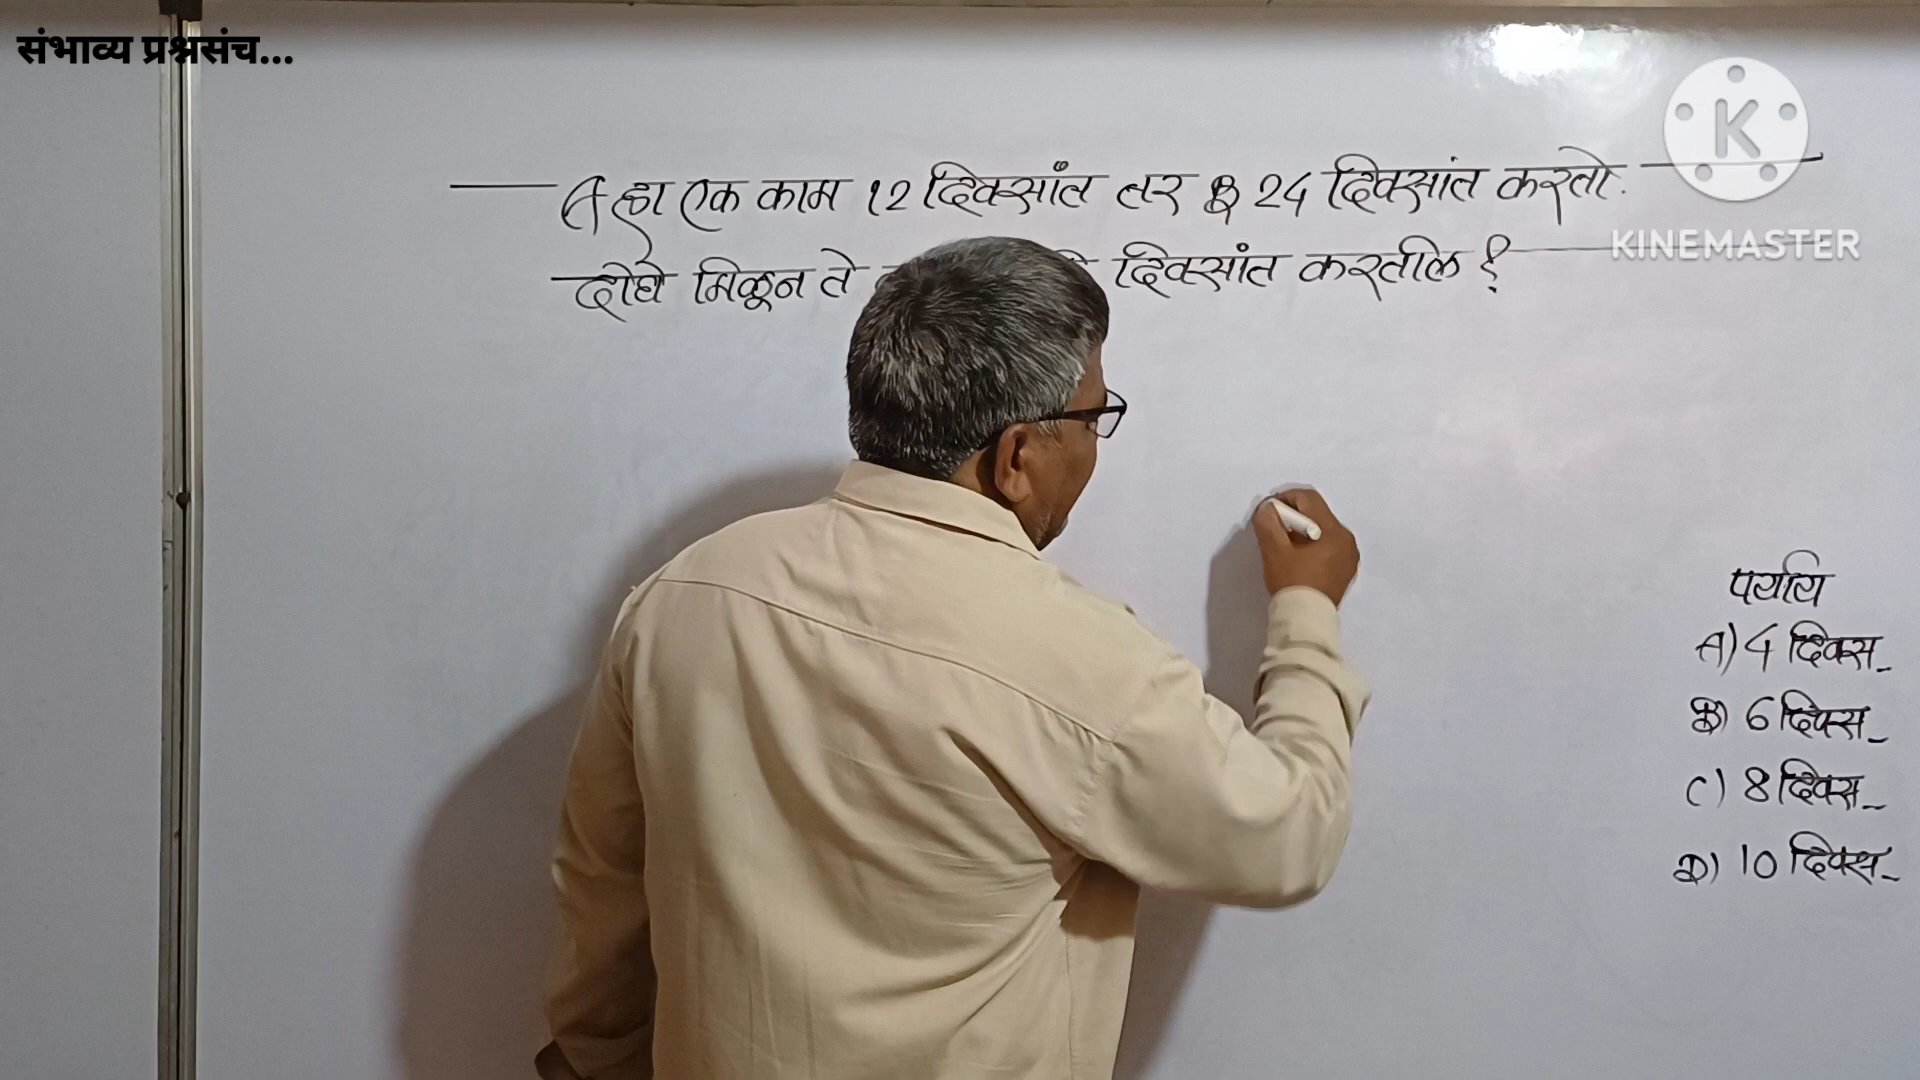 संभाव्य प्रश्नसंच...
KINEMASTER
A हा एक काम 12 दिवसांत तर B 24 दिवसांत करतो.
दोघे मिळून ते दिवसांत करतील ?
पर्याय
A) 4 दिवस
B) 6 दिवस
C) 8 दिवस
D) 10 दिवस